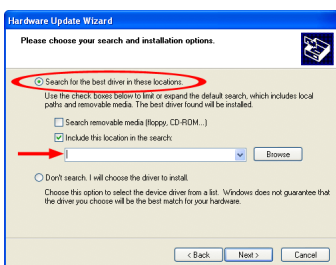 Hardware Update Wizard
Please choose your search and installation options.
Search for the best driver in these locations.
Use the check boxes below to limit or expand the default search, which includes local
paths and removable media. The best driver found will be installed.
Search removable media (floppy, CD-ROM...)
Include this location in the search:
Browse
Don't search. I will choose the driver to install.
Choose this option to select the device driver from a list. Windows does not guarantee that
the driver you choose will be the best match for your hardware.
< Back
Next >
Cancel